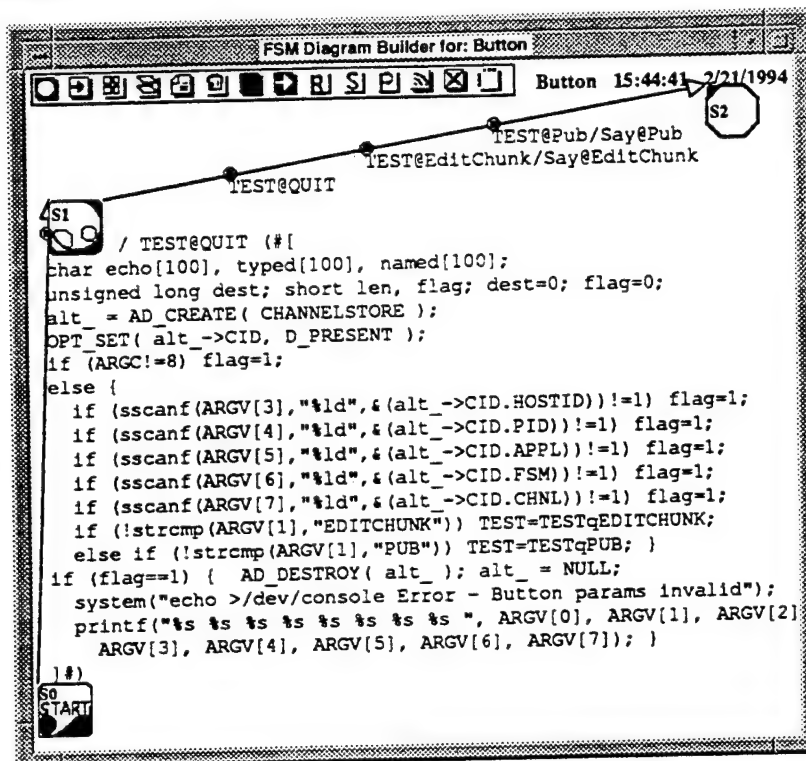 FSM Diagram Builder for: Button
R S P Button 15:44:41 2/21/1994
S2
TEST@Pub/Say@Pub
TEST@EditChunk/Say@EditChunk
TEST@QUIT
S1
/ TEST@QUIT (#[
char echo[100], typed[100], named[100];
unsigned long dest; short len, flag; dest=0; flag=0;
alt_ = AD_CREATE( CHANNELSTORE );
OPT_SET( alt_->CID, D_PRESENT );
if (ARGC!=8) flag=1;
else {
if (sscanf(ARGV[3],"%ld",&(alt_->CID.HOSTID))!=1) flag=1;
if (sscanf(ARGV[4],"%ld",&(alt_->CID.PID))!=1) flag=1;
if (sscanf(ARGV[5],"%ld",&(alt_->CID.APPL))!=1) flag=1;
if (sscanf(ARGV[6],"%ld",&(alt_->CID.FSM))!=1) flag=1;
if (sscanf(ARGV[7],"%ld",&(alt_->CID.CHNL))!=1) flag=1;
if (!strcmp(ARGV[1],"EDITCHUNK")) TEST=TESTqEDITCHUNK;
else if (!strcmp(ARGV[1],"PUB")) TEST=TESTqPUB; }
if (flag==1) { AD_DESTROY( alt_ ); alt_ = NULL;
system("echo >/dev/console Error - Button params invalid");
printf("%s %s %s %s %s %s %s %s ", ARGV[0], ARGV[1], ARGV[2]
ARGV[3], ARGV[4], ARGV[5], ARGV[6], ARGV[7]); }
]#)
S0
START